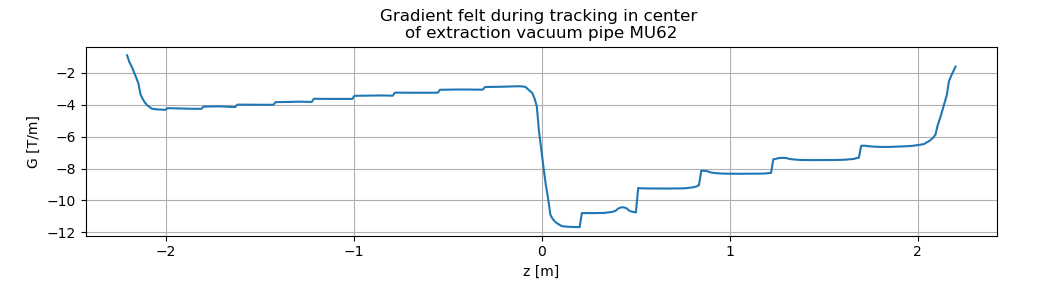 Gradient felt during tracking in center
of extraction vacuum pipe MU62
G [T/m]
−2
−4
−6
−8
−10
−12
−2
−1
0
1
2
z [m]